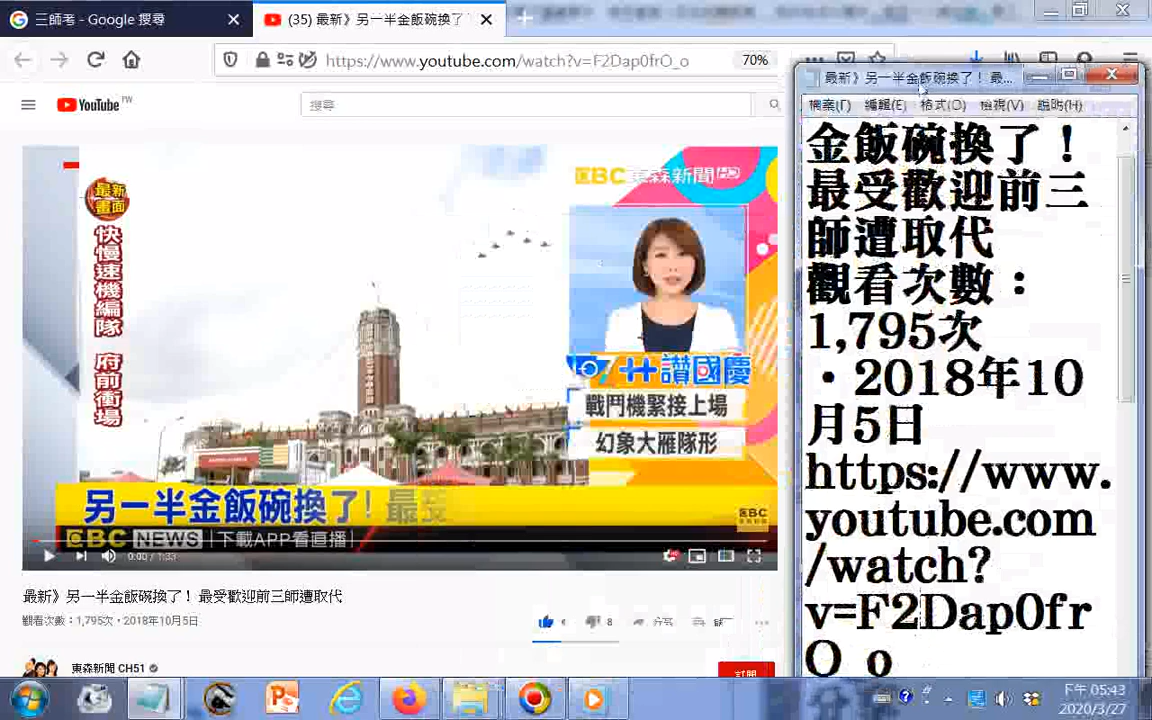 三師考 - Google 搜尋
(35) 最新》另一半金飯碗換了
https://www.youtube.com/watch?v=F2Dap0frO_o
70%
YouTube TW
搜尋
最新》另一半金飯碗換了！ 最...
檔案(F) 編輯(E) 格式(O) 檢視(V) 說明(H)
金飯碗換了！
最受歡迎前三
師遭取代
觀看次數：
1,795次
•2018年10
月5日
https://www.
youtube.com
/watch?
v=F2Dap0fr
O_o
最新
畫面
快慢速機編隊 府前衝場
EBC 東森新聞
讚國慶
戰鬥機緊接上場
幻象大雁隊形
另一半金飯碗換了! 最受
EBC NEWS 下載APP看直播
EBC
0:00 / 1:33
最新》另一半金飯碗換了！ 最受歡迎前三師遭取代
觀看次數：1,795次 • 2018年10月5日
8
分享
東森新聞 CH51
訂閱
下午 05:43
2020/3/27